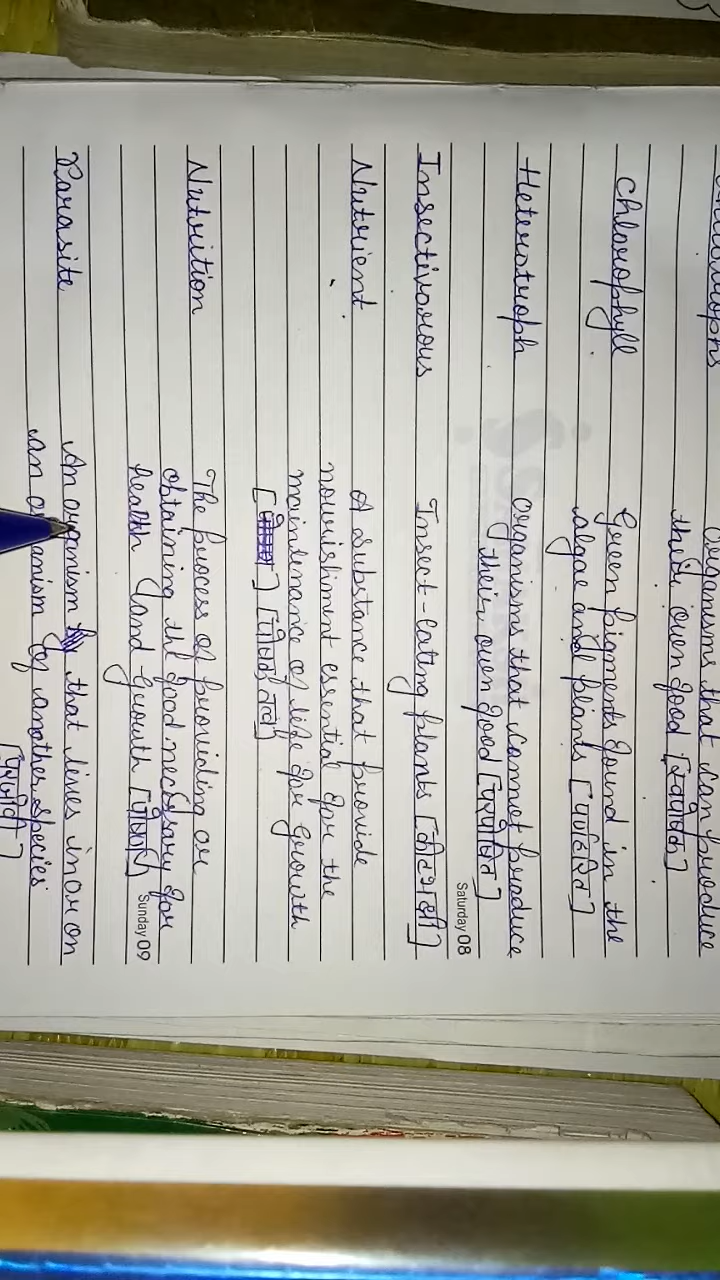 Organisms that can produce
their own food [स्वपोषित]
Chlorophyll Green pigments found in the
algae and plants [पर्णहरित]
Heterotroph Organisms that cannot produce
their own food [परपोषित]
Saturday 08
Insectivorous Insect-eating plants [कीटभक्षी]
Nutrient A substance that provide
nourishment essential for the
maintenance of life for growth
[पोषक तत्व]
Nutrition The process of providing or
obtaining the food necessary for
health and growth [पोषण]
Sunday 09
Parasite An organism that lives in or on
an organism of another species
[परजीवी]